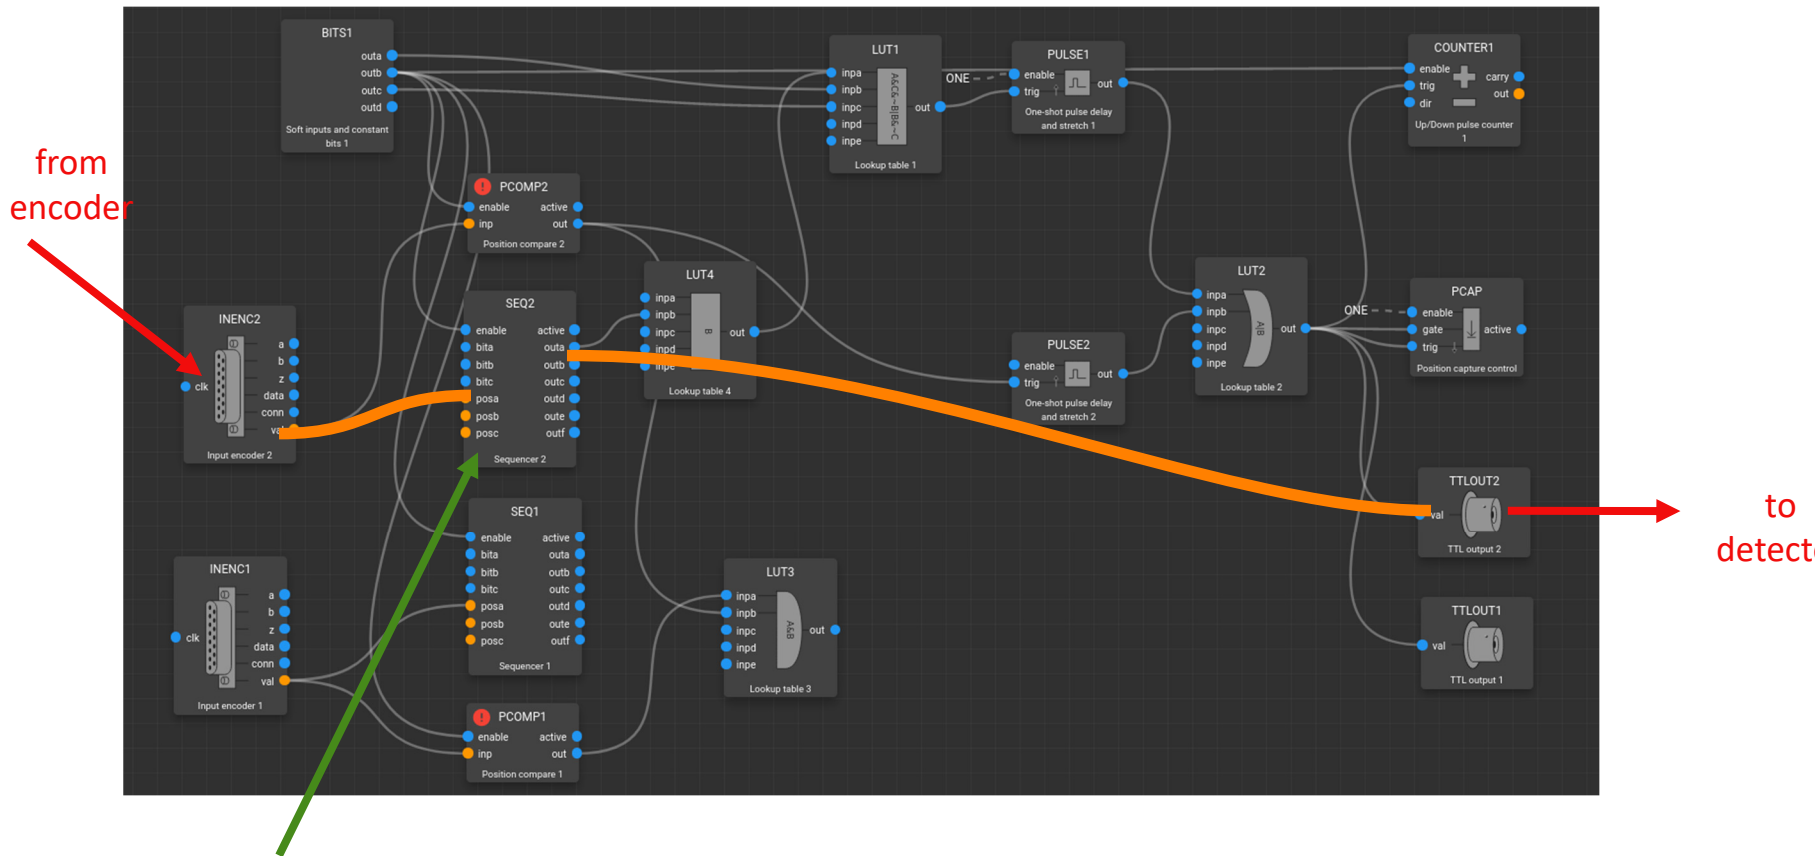 BITS1
outa
outb
outc
outd
Soft inputs and constant
bits 1
from
encoder
PCOMP2
enable active
inp out
Position compare 2
INENC2
a
b
z
clk
data
conn
val
Input encoder 2
SEQ2
enable active
bita outa
bitb outb
bitc outc
posa outd
posb oute
posc outf
Sequencer 2
SEQ1
enable active
bita outa
bitb outb
bitc outc
posa outd
posb oute
posc outf
Sequencer 1
INENC1
a
b
z
clk
data
conn
val
Input encoder 1
PCOMP1
enable active
inp out
Position compare 1
LUT1
inpa
inpb
inpc out
inpd
inpe
A&C&~B|B&~C
Lookup table 1
LUT4
inpa
inpb
inpc out
inpd
inpe
B
Lookup table 4
LUT3
inpa
inpb
inpc out
inpd
inpe
A&B
Lookup table 3
ONE
PULSE1
enable out
trig
One-shot pulse delay
and stretch 1
PULSE2
enable out
trig
One-shot pulse delay
and stretch 2
LUT2
inpa
inpb
inpc out
inpd
inpe
A|B
Lookup table 2
COUNTER1
enable carry
trig out
dir
Up/Down pulse counter
1
ONE
PCAP
enable
gate active
trig
Position capture control
TTLOUT2
val
TTL output 2
TTLOUT1
val
TTL output 1
to
detect